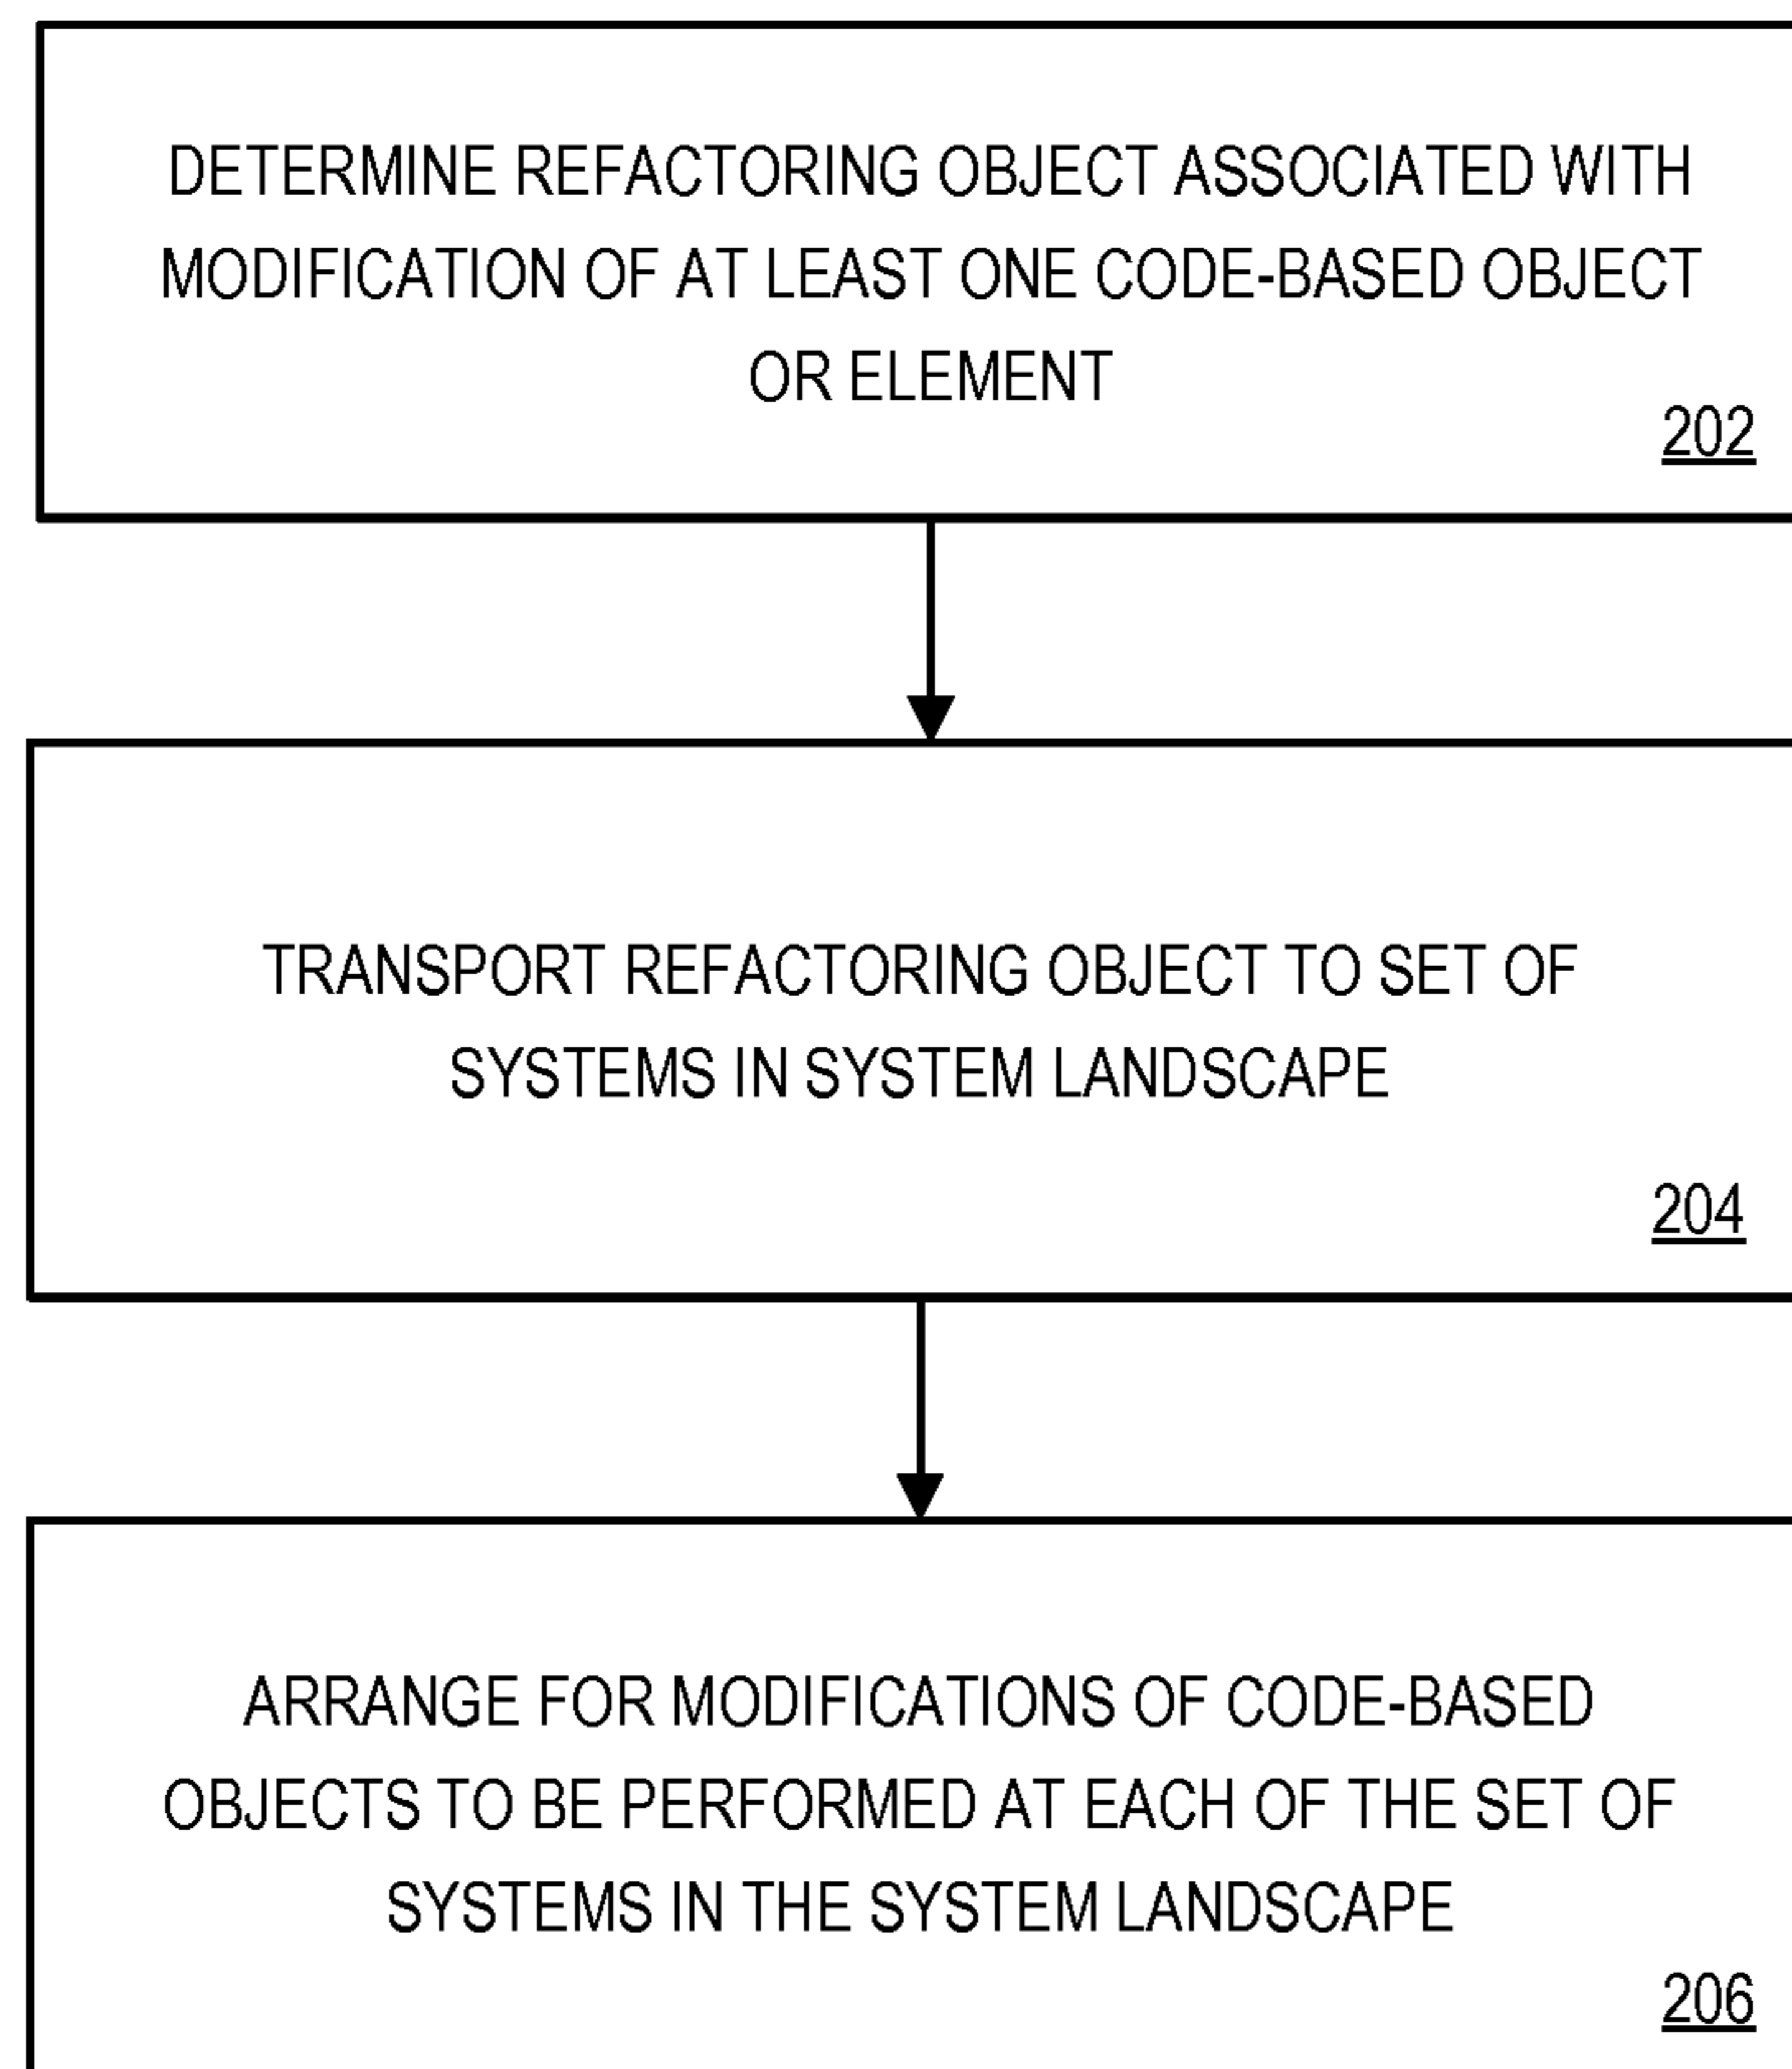 DETERMINE REFACTORING OBJECT ASSOCIATED WITH
MODIFICATION OF AT LEAST ONE CODE-BASED OBJECT
OR ELEMENT
202
TRANSPORT REFACTORING OBJECT TO SET OF
SYSTEMS IN SYSTEM LANDSCAPE
204
ARRANGE FOR MODIFICATIONS OF CODE-BASED
OBJECTS TO BE PERFORMED AT EACH OF THE SET OF
SYSTEMS IN THE SYSTEM LANDSCAPE
206